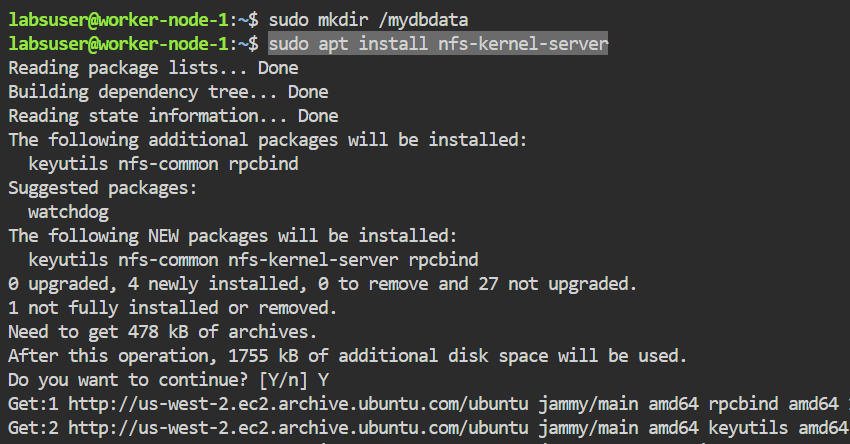 labsuser@worker-node-1:~$ sudo mkdir /mydbdata
labsuser@worker-node-1:~$ sudo apt install nfs-kernel-server
Reading package lists... Done
Building dependency tree... Done
Reading state information... Done
The following additional packages will be installed:
  keyutils nfs-common rpcbind
Suggested packages:
  watchdog
The following NEW packages will be installed:
  keyutils nfs-common nfs-kernel-server rpcbind
0 upgraded, 4 newly installed, 0 to remove and 27 not upgraded.
1 not fully installed or removed.
Need to get 478 kB of archives.
After this operation, 1755 kB of additional disk space will be used.
Do you want to continue? [Y/n] Y
Get:1 http://us-west-2.ec2.archive.ubuntu.com/ubuntu jammy/main amd64 rpcbind amd64
Get:2 http://us-west-2.ec2.archive.ubuntu.com/ubuntu jammy/main amd64 keyutils amd64